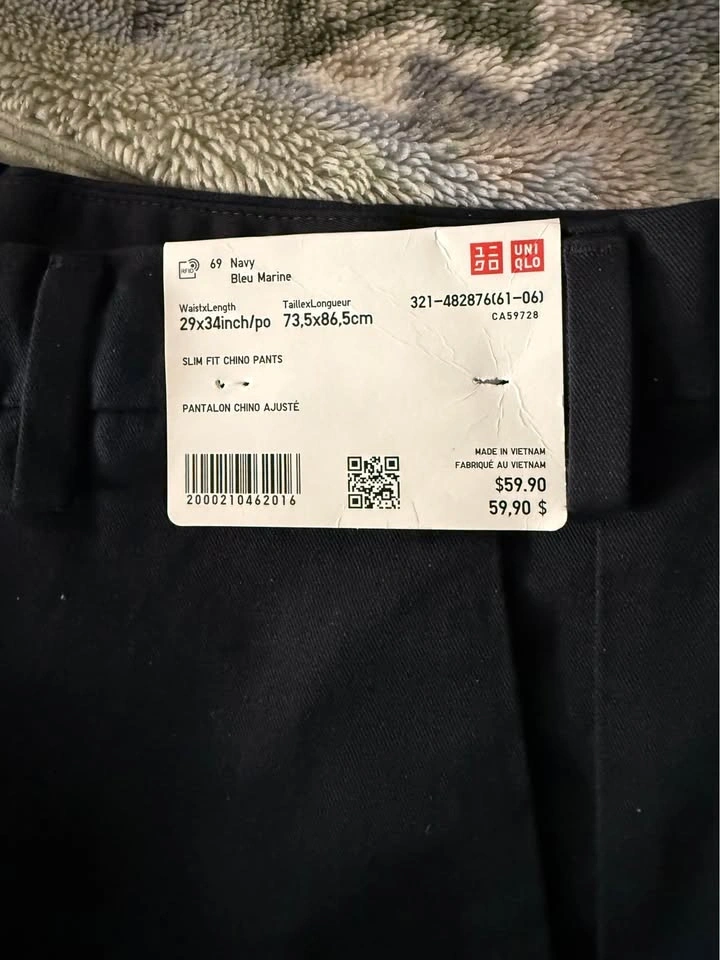 RFID
69 Navy
Bleu Marine
ユニ
クロ
UNI
QLO
WaistxLength
29x34inch/po
TaillexLongueur
73,5x86,5cm
321-482876(61-06)
CA59728
SLIM FIT CHINO PANTS
PANTALON CHINO AJUSTÉ
2000210462016
MADE IN VIETNAM
FABRIQUÉ AU VIETNAM
$59.90
59,90 $